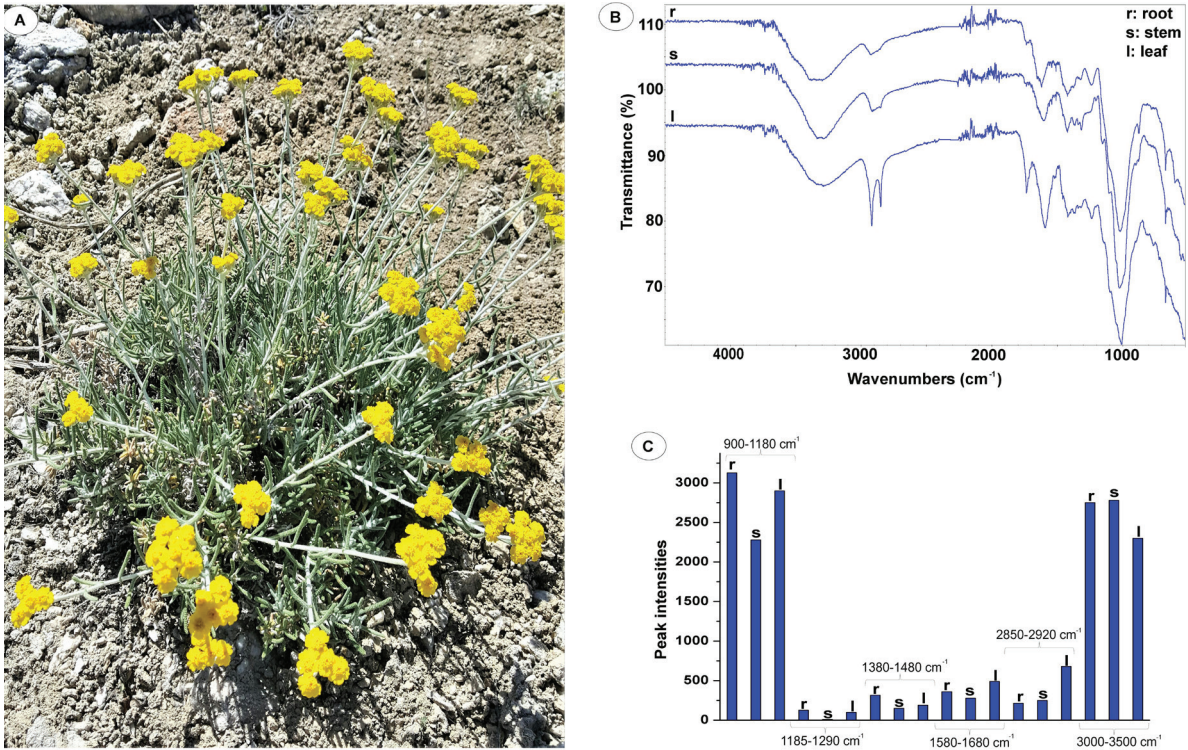 A
B
r
s
l
r: root
s: stem
l: leaf
110
100
90
80
70
Transmittance (%)
4000 3000 2000 1000
Wavenumbers (cm-1)
C
900-1180 cm-1
3000
2500
2000
1500
1000
500
0
Peak intensities
r s l
r s l
r s l
r s l
r s l
r s l
1380-1480 cm-1
2850-2920 cm-1
1185-1290 cm-1
1580-1680 cm-1
3000-3500 cm-1